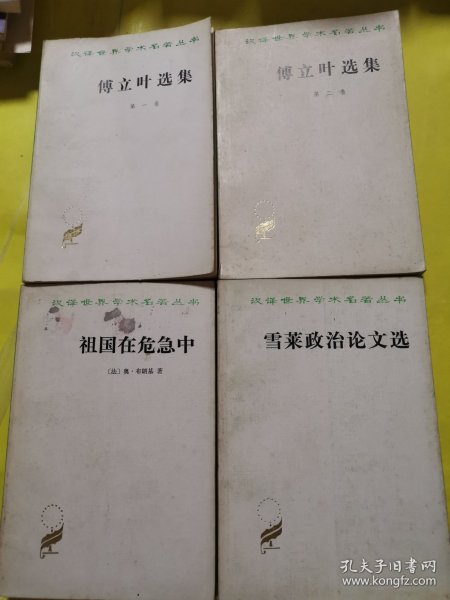 汉译世界学术名著丛书
傅立叶选集
第一卷
汉译世界学术名著丛书
傅立叶选集
第二卷
汉译世界学术名著丛书
祖国在危急中
〔法〕奥·布朗基 著
汉译世界学术名著丛书
雪莱政治论文选
孔夫子旧书网
www.kongfz.com